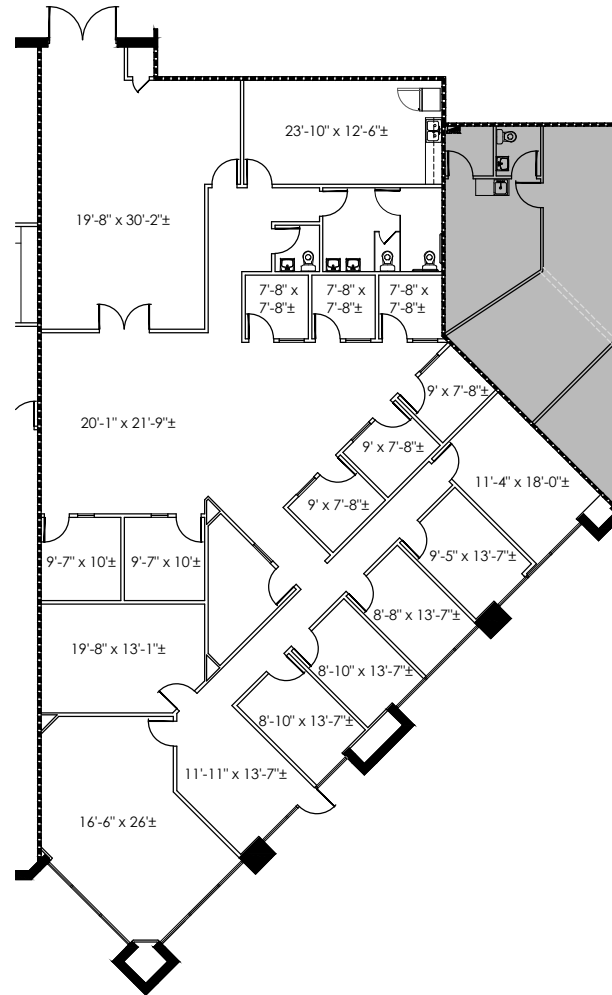 23'-10" x 12'-6"±
19'-8" x 30'-2"±
7'-8" x
7'-8"±
7'-8" x
7'-8"±
7'-8" x
7'-8"±
9' x 7'-8"±
20'-1" x 21'-9"±
9' x 7'-8"±
11'-4" x 18'-0"±
9' x 7'-8"±
9'-5" x 13'-7"±
9'-7" x 10'±
9'-7" x 10'±
8'-8" x 13'-7"±
19'-8" x 13'-1"±
8'-10" x 13'-7"±
8'-10" x 13'-7"±
11'-11" x 13'-7"±
16'-6" x 26'±